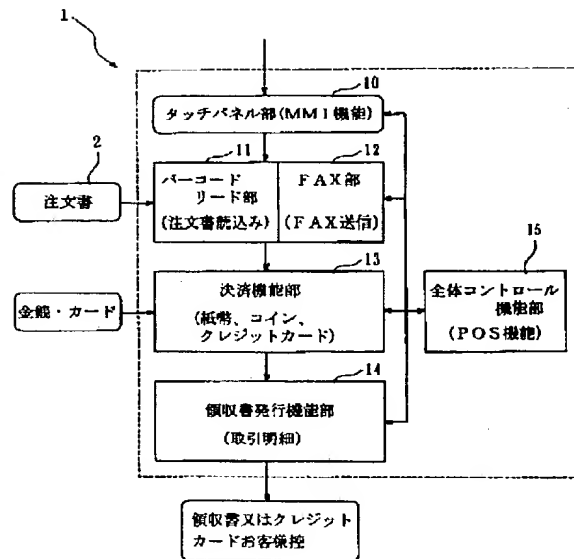 1.
10
タッチパネル部(MMI機能)
2
注文書
11
バーコード
リード部
(注文書読込み)
12
FAX部
(FAX送信)
13
決済機能部
(紙幣、コイン、
クレジットカード)
金銭・カード
15
全体コントロール
機能部
(POS機能)
14
領収書発行機能部
(取引明細)
領収書又はクレジット
カードお客様控